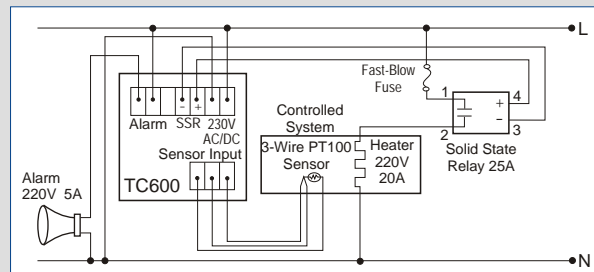 L
Fast-Blow
Fuse
1
4
+
-
2
3
Solid State
Relay 25A
- +
Alarm SSR 230V
AC/DC
Sensor Input
TC600
Controlled
System
3-Wire PT100
Sensor
Heater
220V
20A
Alarm
220V 5A
N